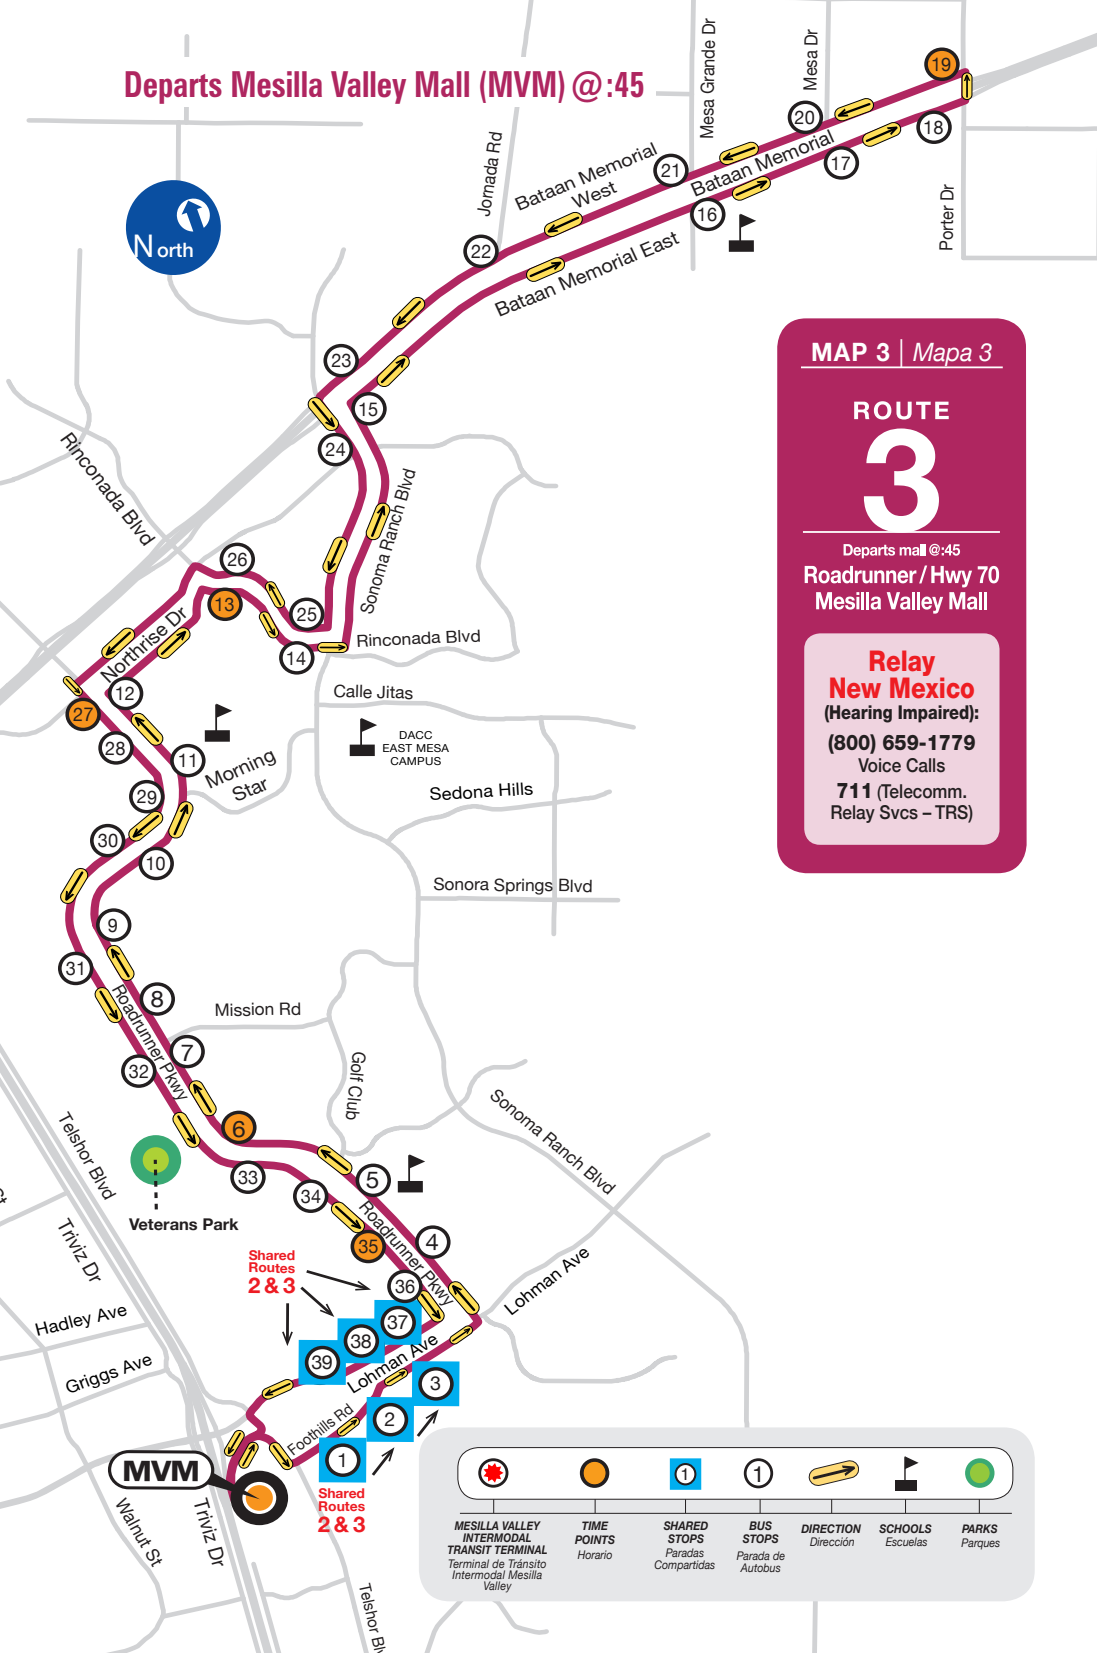 Departs Mesilla Valley Mall (MVM) @ :45
North
Mesa Grande Dr
Mesa Dr
Jornada Rd
Porter Dr
Bataan Memorial
West
Bataan Memorial
Bataan Memorial East
19
20
18
17
21
16
22
23
15
24
Rinconada Blvd
Sonoma Ranch Blvd
26
13
25
14
Rinconada Blvd
Northrise Dr
12
27
28
11
29
30
10
Calle Jitas
DACC
EAST MESA
CAMPUS
Morning
Star
Sedona Hills
Sonora Springs Blvd
9
31
8
Roadrunner Pkwy
Mission Rd
7
32
Golf Club
6
33
5
34
Sonoma Ranch Blvd
Telshor Blvd
Veterans Park
Triviz Dr
Roadrunner Pkwy
4
35
36
Shared
Routes
2 & 3
37
38
39
Lohman Ave
Lohman Ave
Hadley Ave
Griggs Ave
3
2
1
Foothills Rd
Shared
Routes
2 & 3
MVM
Walnut St
Triviz Dr
MAP 3 | Mapa 3
ROUTE
3
Departs mall @:45
Roadrunner / Hwy 70
Mesilla Valley Mall
Relay
New Mexico
(Hearing Impaired):
(800) 659-1779
Voice Calls
711 (Telecomm.
Relay Svcs – TRS)
1
1
MESILLA VALLEY
INTERMODAL
TRANSIT TERMINAL
Terminal de Tránsito
Intermodal Mesilla
Valley
TIME
POINTS
Horario
SHARED
STOPS
Paradas
Compartidas
BUS
STOPS
Parada de
Autobus
DIRECTION
Dirección
SCHOOLS
Escuelas
PARKS
Parques